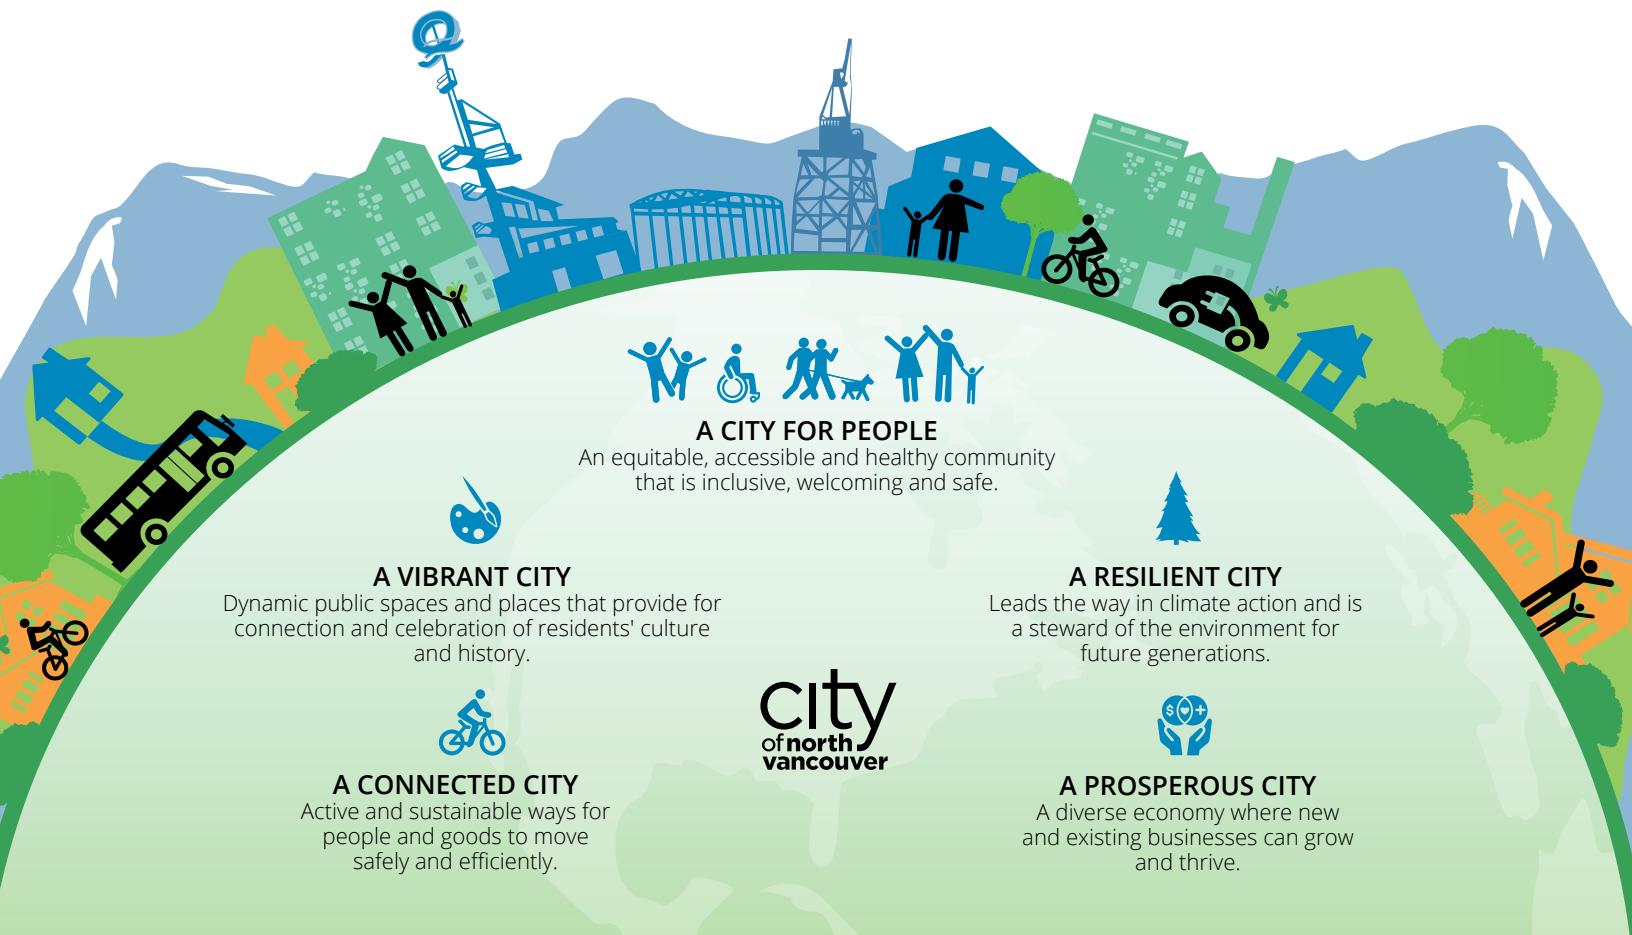 Q
A CITY FOR PEOPLE
An equitable, accessible and healthy community
that is inclusive, welcoming and safe.
A VIBRANT CITY
Dynamic public spaces and places that provide for
connection and celebration of residents' culture
and history.
A RESILIENT CITY
Leads the way in climate action and is
a steward of the environment for
future generations.
city
of north
vancouver
A CONNECTED CITY
Active and sustainable ways for
people and goods to move
safely and efficiently.
$
A PROSPEROUS CITY
A diverse economy where new
and existing businesses can grow
and thrive.